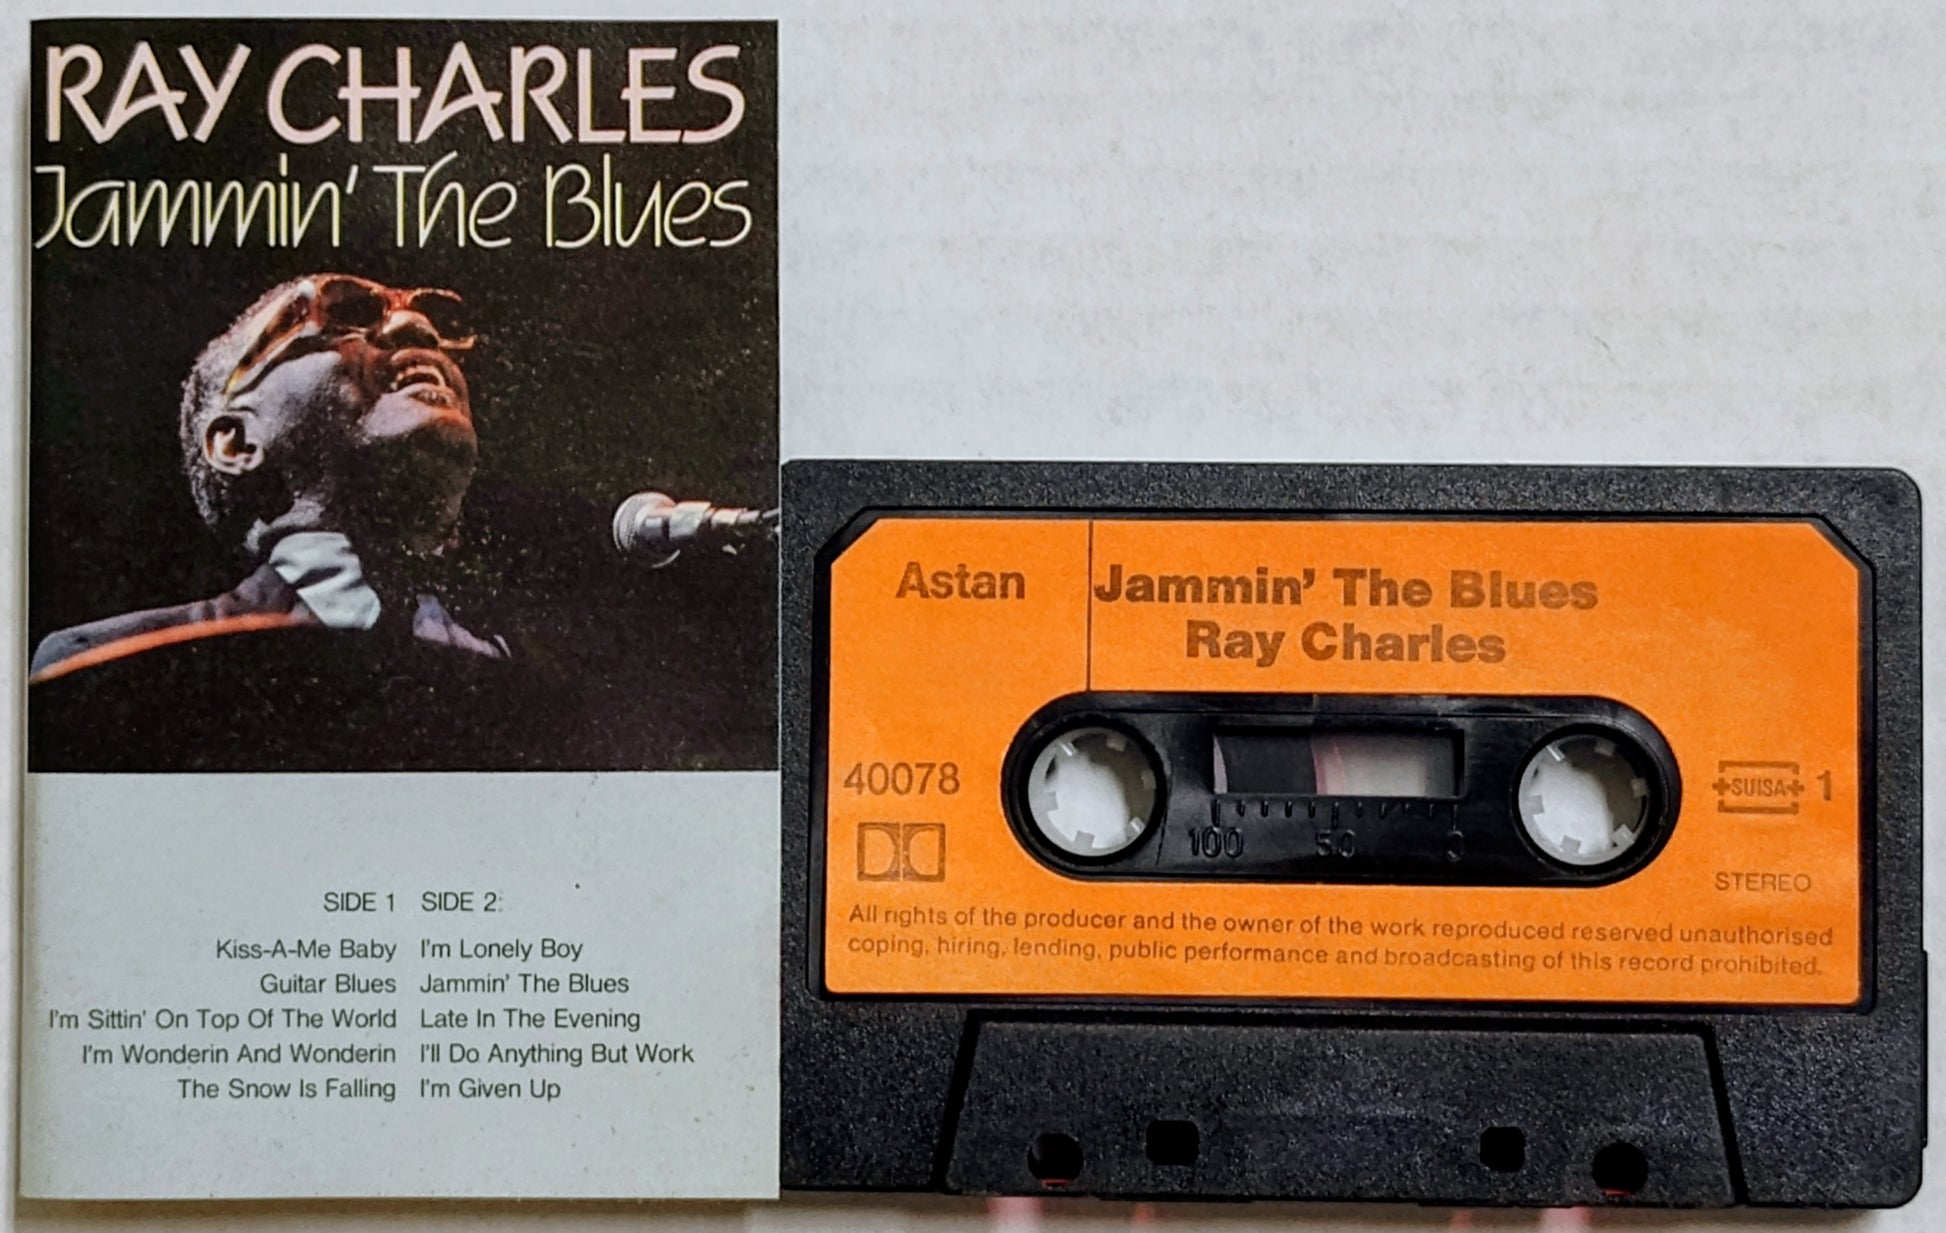 RAY CHARLES
Jammin' The Blues
SIDE 1
Kiss-A-Me Baby
Guitar Blues
I'm Sittin' On Top Of The World
I'm Wonderin And Wonderin
The Snow Is Falling
SIDE 2:
I'm Lonely Boy
Jammin' The Blues
Late In The Evening
I'll Do Anything But Work
I'm Given Up
Astan
Jammin' The Blues
Ray Charles
40078
100 50 0
SUISA 1
STEREO
All rights of the producer and the owner of the work reproduced reserved unauthorised
coping, hiring, lending, public performance and broadcasting of this record prohibited.